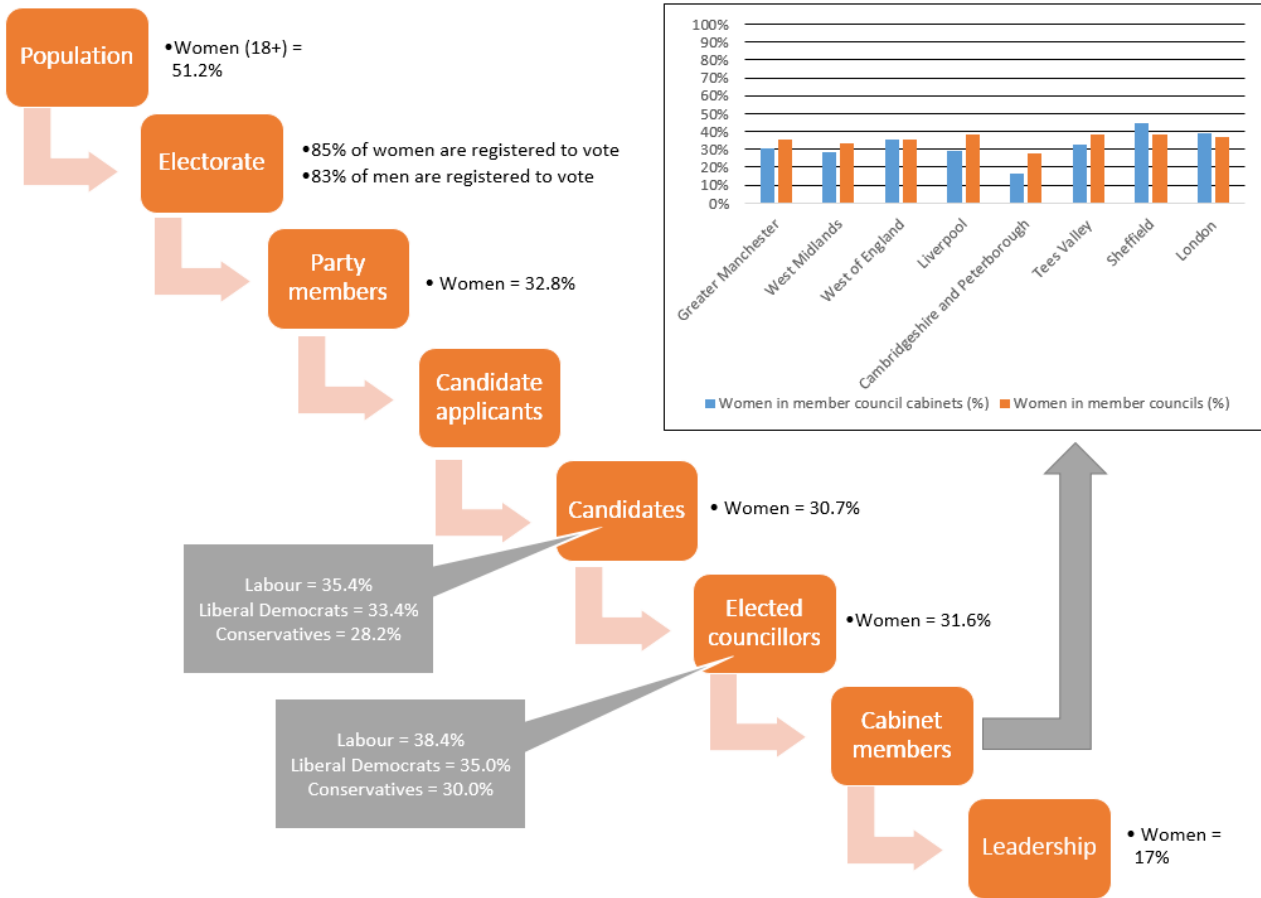 Population
•Women (18+) =
51.2%
Electorate
•85% of women are registered to vote
•83% of men are registered to vote
Party
members
• Women = 32.8%
Candidate
applicants
Candidates
• Women = 30.7%
Labour = 35.4%
Liberal Democrats = 33.4%
Conservatives = 28.2%
Elected
councillors
•Women = 31.6%
Labour = 38.4%
Liberal Democrats = 35.0%
Conservatives = 30.0%
Cabinet
members
Leadership
• Women =
17%
100%
90%
80%
70%
60%
50%
40%
30%
20%
10%
0%
Greater Manchester
West Midlands
West of England
Liverpool
Cambridgeshire and Peterborough
Tees Valley
Sheffield
London
Women in member council cabinets (%)
Women in member councils (%)